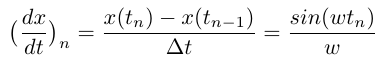 (dx/dt)_n = (x(t_n) − x(t_{n−1}))/Δt = sin(wt_n)/w